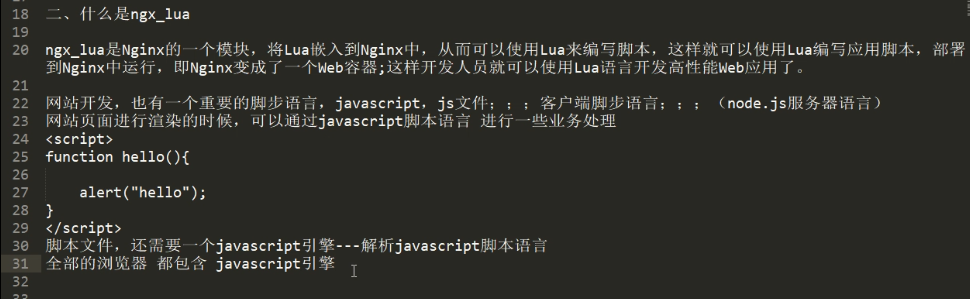 18 二、什么是ngx_lua
19
20 ngx_lua是Nginx的一个模块，将Lua嵌入到Nginx中，从而可以使用Lua来编写脚本，这样就可以使用Lua编写应用脚本，部署
到Nginx中运行，即Nginx变成了一个Web容器;这样开发人员就可以使用Lua语言开发高性能Web应用了。
21
22 网站开发，也有一个重要的脚步语言，javascript，js文件；；；客户端脚步语言；；；（node.js服务器语言）
23 网站页面进行渲染的时候，可以通过javascript脚本语言 进行一些业务处理
24 <script>
25 function hello(){
26
27     alert("hello");
28 }
29 </script>
30 脚本文件，还需要一个javascript引擎---解析javascript脚本语言
31 全部的浏览器 都包含 javascript引擎
32